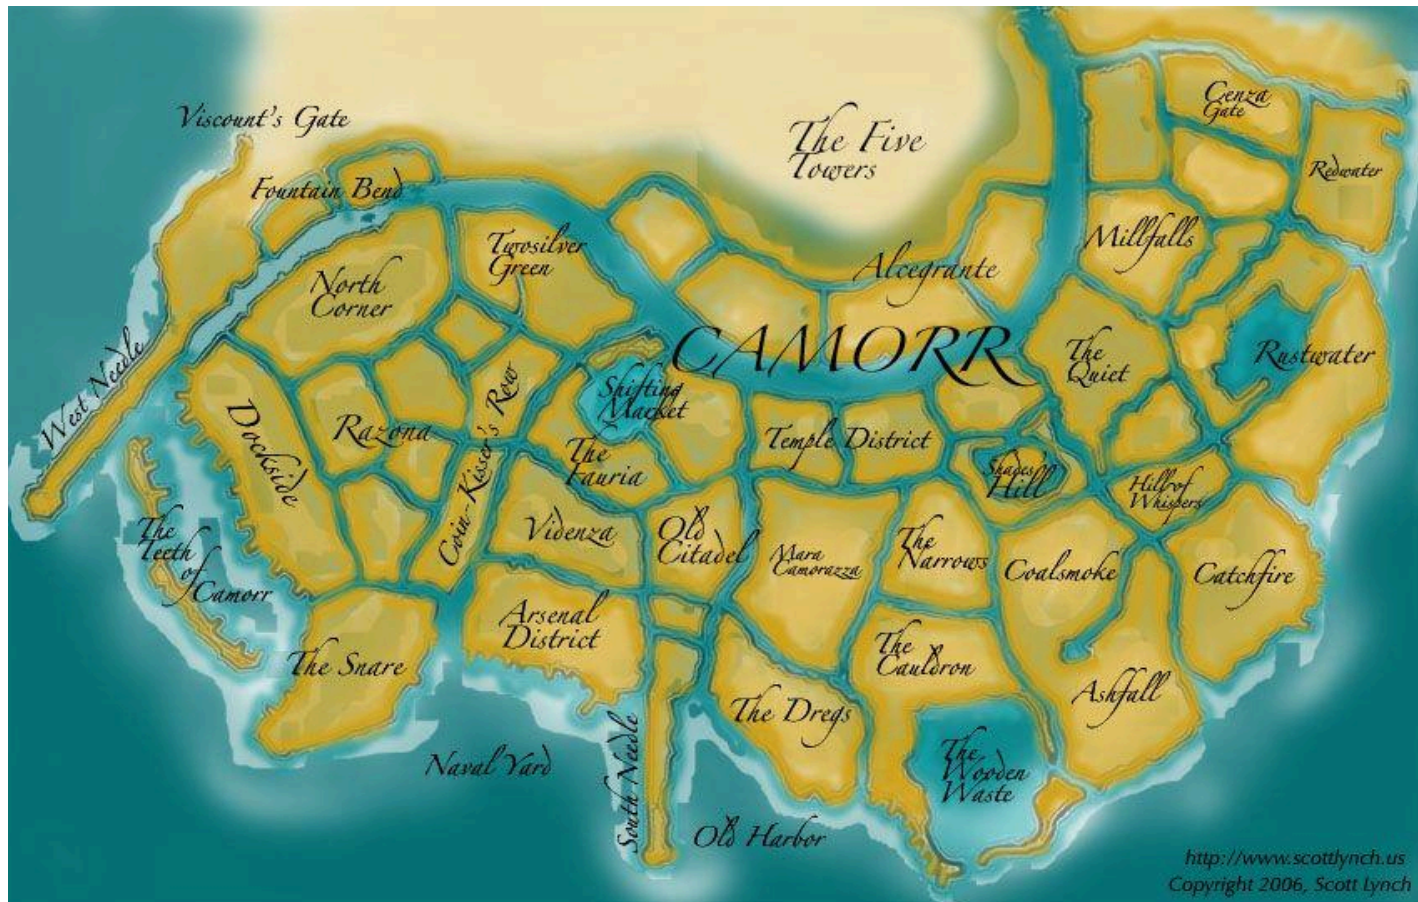 Viscount's Gate
The Five
Towers
Cenza
Gate
Redwater
Fountain Bend
Twosilver
Green
North
Corner
Alcegrante
Millfalls
CAMORR
The
Quiet
Rustwater
West Needle
Dockside
Razona
Coin-Kisser's Row
Shifting
Market
The
Fauria
Temple District
Shades'
Hill
Hill of
Whispers
The
Teeth
of
Camorr
Videnza
Old
Citadel
Mara
Camorazza
The
Narrows
Coalsmoke
Catchfire
Arsenal
District
The Snare
The
Cauldron
Ashfall
The Dregs
Naval Yard
South Needle
The
Wooden
Waste
Old Harbor
http://www.scottlynch.us
Copyright 2006, Scott Lynch